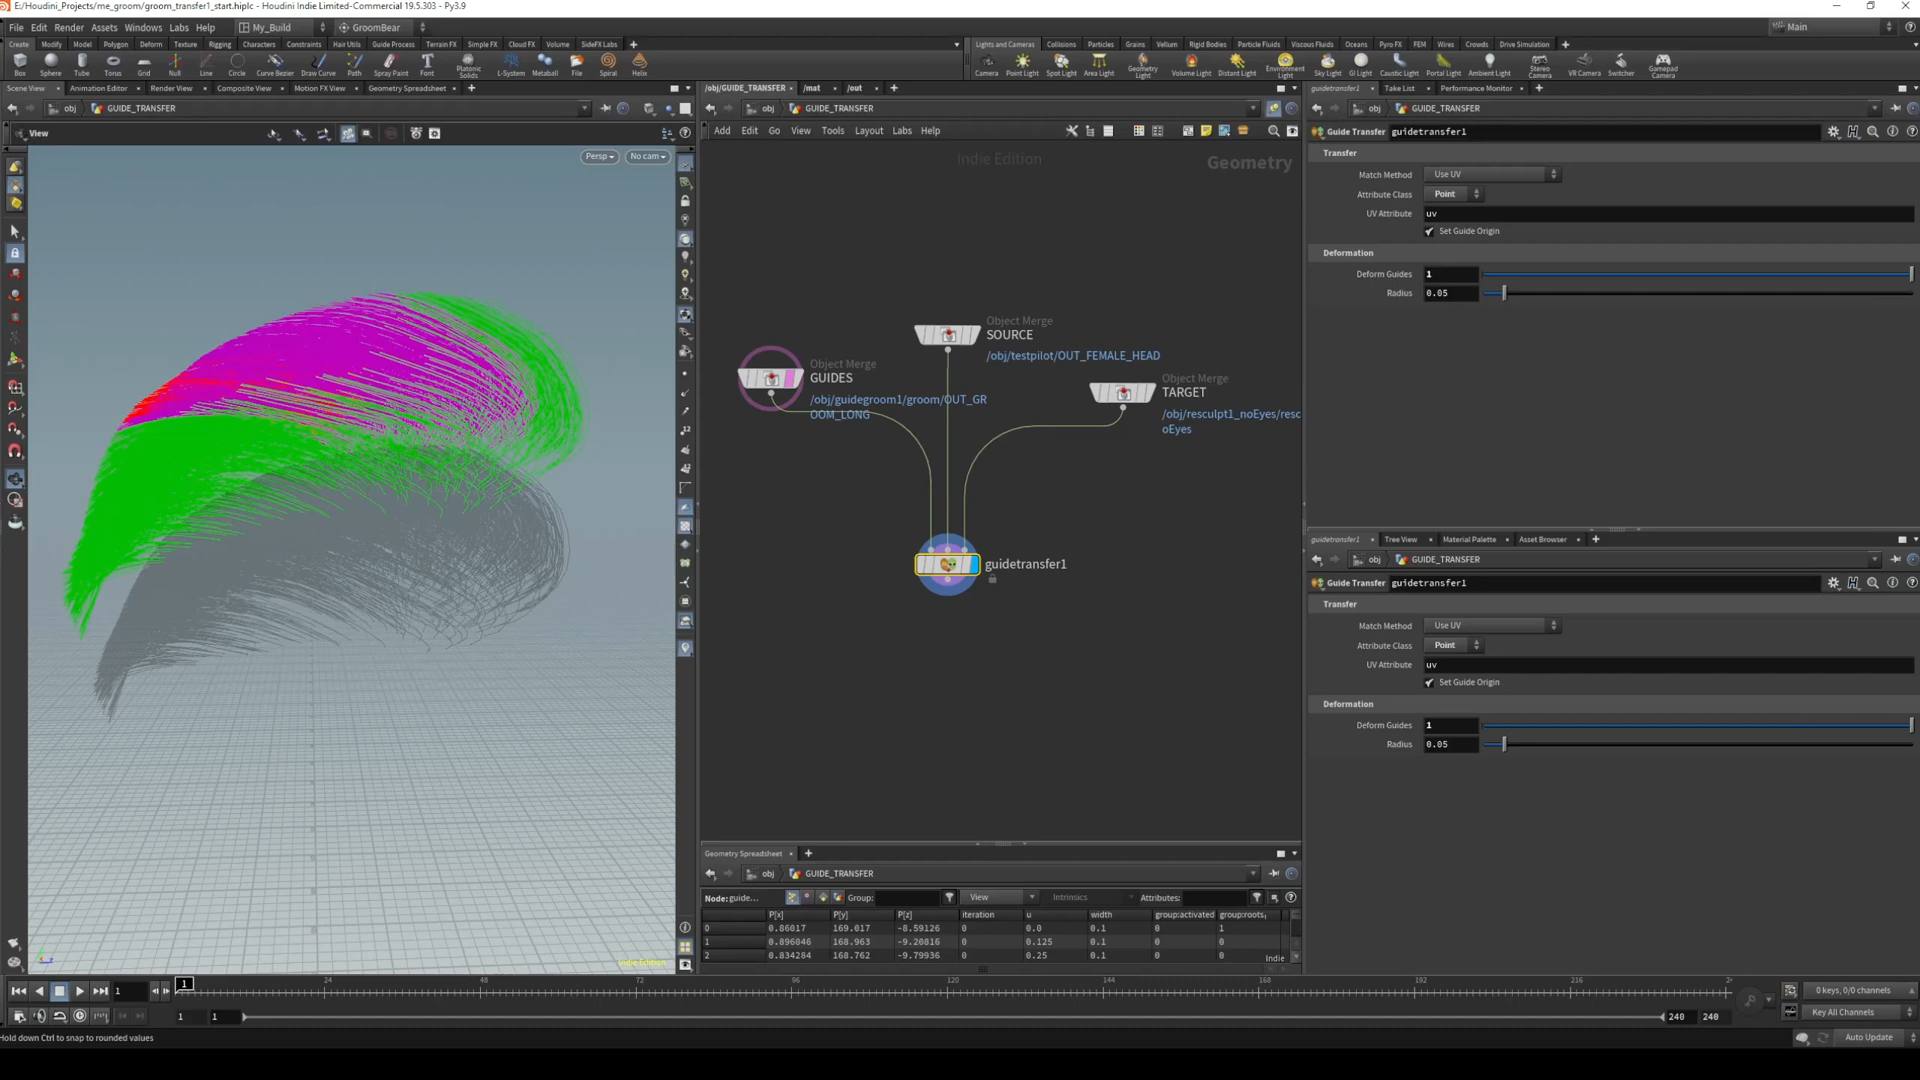 E:/Houdini_Projects/me_groom/groom_transfer1_start.hiplc - Houdini Indie Limited-Commercial 19.5.303 - Py3.9
File Edit Render Assets Windows Labs Help My_Build GroomBear Main
Create Modify Model Polygon Deform Texture Rigging Characters Constraints Hair Utils Guide Process Terrain FX Simple FX Cloud FX Volume SideFX Labs
Lights and Cameras Collisions Particles Grains Vellum Rigid Bodies Particle Fluids Viscous Fluids Oceans Pyro FX FEM Wires Crowds Drive Simulation
Box Sphere Tube Torus Grid Null Line Circle Curve Bezier Draw Curve Path Spray Paint Font Platonic Solids L-System Metaball File Spiral Helix
Camera Point Light Spot Light Area Light Geometry Light Volume Light Distant Light Environment Light Sky Light GI Light Caustic Light Portal Light Ambient Light Stereo Camera VR Camera Switcher Gamepad Camera
Scene View Animation Editor Render View Composite View Motion FX View Geometry Spreadsheet
/obj/GUIDE_TRANSFER /mat /out
guidetransfer1 Take List Performance Monitor
obj GUIDE_TRANSFER
obj GUIDE_TRANSFER
obj GUIDE_TRANSFER
View
Persp No cam
Indie Edition
Add Edit Go View Tools Layout Labs Help
Indie Edition
Geometry
Object Merge
SOURCE
/obj/testpilot/OUT_FEMALE_HEAD
Object Merge
GUIDES
/obj/guidegroom1/groom/OUT_GR
OOM_LONG
Object Merge
TARGET
/obj/resculpt1_noEyes/resc
oEyes
guidetransfer1
Guide Transfer guidetransfer1
Transfer
Match Method Use UV
Attribute Class Point
UV Attribute uv
Set Guide Origin
Deformation
Deform Guides 1
Radius 0.05
guidetransfer1 Tree View Material Palette Asset Browser
obj GUIDE_TRANSFER
Guide Transfer guidetransfer1
Transfer
Match Method Use UV
Attribute Class Point
UV Attribute uv
Set Guide Origin
Deformation
Deform Guides 1
Radius 0.05
Geometry Spreadsheet
obj GUIDE_TRANSFER
Node: guide... Group: View Intrinsics Attributes:
P[x] P[y] P[z] iteration u width group:activated group:roots
0 0.86017 169.017 -8.59126 0 0.0 0.1 0 1
1 0.896046 168.963 -9.20816 0 0.125 0.1 0 0
2 0.834284 168.762 -9.79936 0 0.25 0.1 0 0
Indie
1 1 24 48 72 96 120 144 168 192 216
0 keys, 0/0 channels
1 1 240 240 Key All Channels
Hold down Ctrl to snap to rounded values
Auto Update